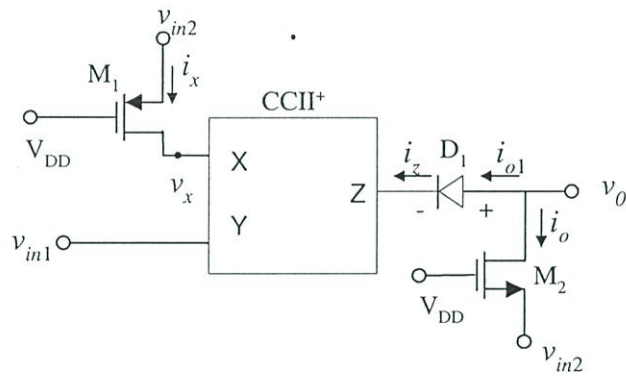 v_in2
M_1
i_x
CCII+
V_DD
X
v_x
Y
Z
i_z
D_1
i_o1
v_0
-
+
i_o
v_in1
V_DD
M_2
v_in2